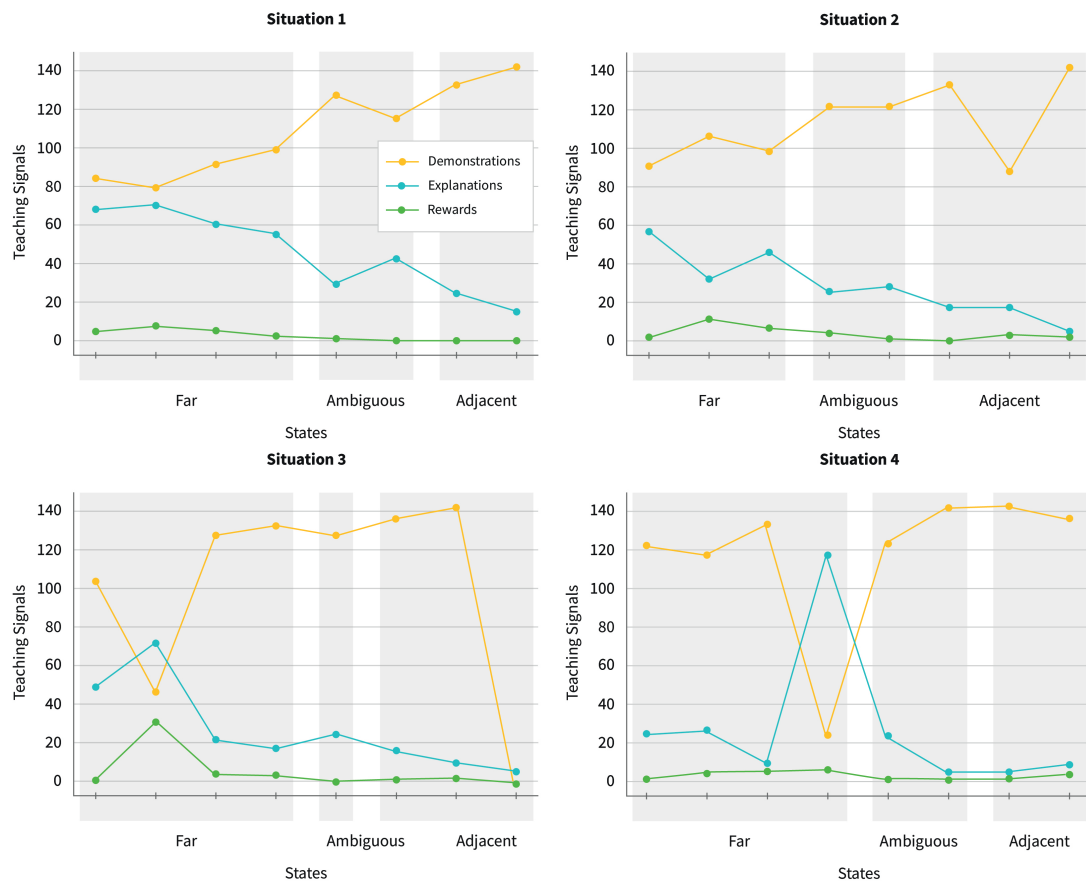 Situation 1
140
120
100
80
60
40
20
0
Teaching Signals
Demonstrations
Explanations
Rewards
Far
Ambiguous
Adjacent
States
Situation 2
140
120
100
80
60
40
20
0
Teaching Signals
Far
Ambiguous
Adjacent
States
Situation 3
140
120
100
80
60
40
20
0
Teaching Signals
Far
Ambiguous
Adjacent
States
Situation 4
140
120
100
80
60
40
20
0
Teaching Signals
Far
Ambiguous
Adjacent
States